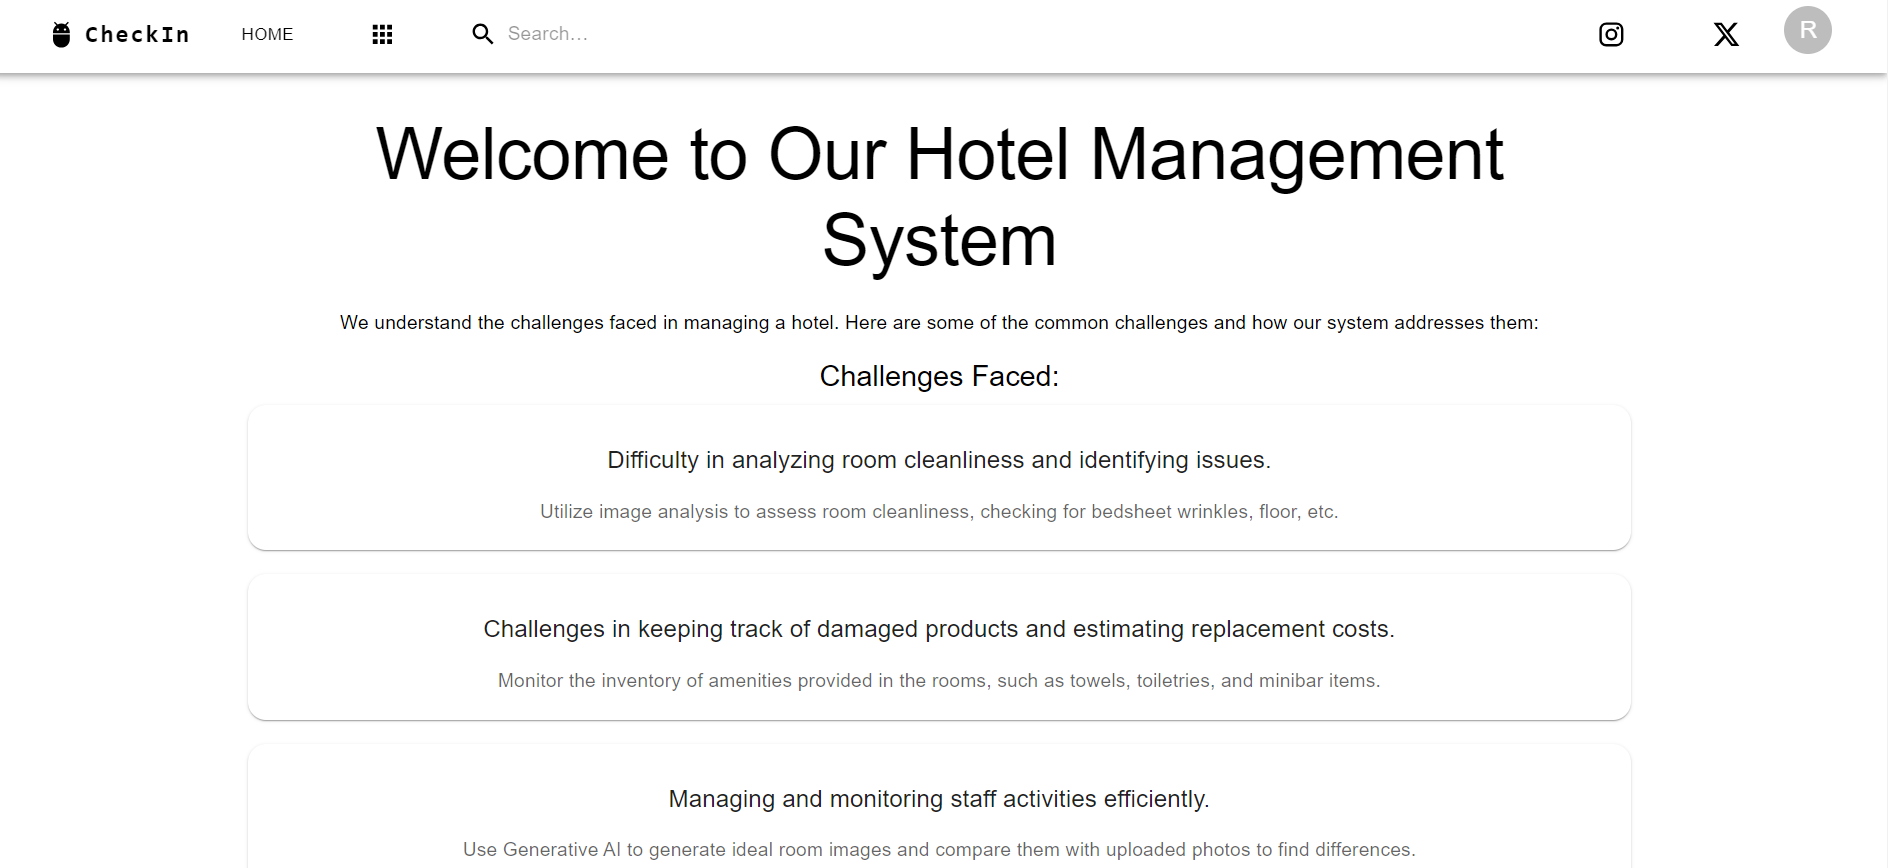 CheckIn HOME Search... R
Welcome to Our Hotel Management
System
We understand the challenges faced in managing a hotel. Here are some of the common challenges and how our system addresses them:
Challenges Faced:
Difficulty in analyzing room cleanliness and identifying issues.
Utilize image analysis to assess room cleanliness, checking for bedsheet wrinkles, floor, etc.
Challenges in keeping track of damaged products and estimating replacement costs.
Monitor the inventory of amenities provided in the rooms, such as towels, toiletries, and minibar items.
Managing and monitoring staff activities efficiently.
Use Generative AI to generate ideal room images and compare them with uploaded photos to find differences.